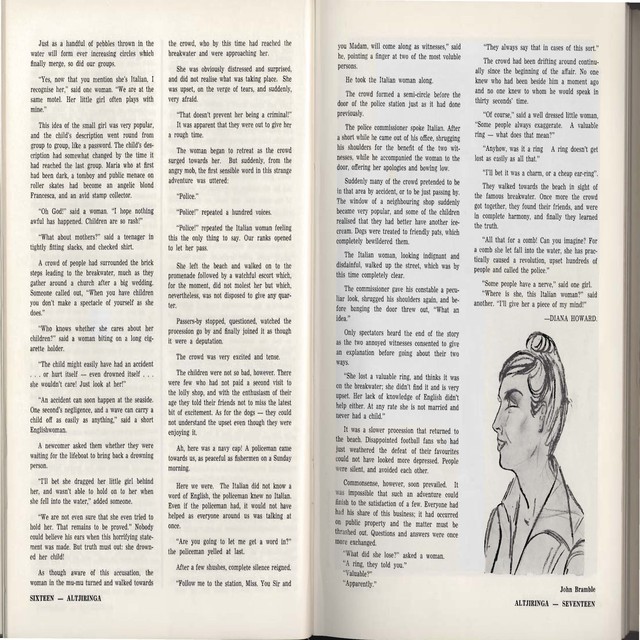 Just as a handful of pebbles thrown in the
water will form ever increasing circles which
finally merge, so did our groups.
"Yes, now that you mention she's Italian, I
recognise her," said one woman. "We are at the
same motel. Her little girl often plays with
mine."
This idea of the small girl was very popular,
and the child's description went round from
group to group, like a password. The child's des-
cription had somewhat changed by the time it
had reached the last group. Maria who at first
had been dark, a tomboy and public menace on
roller skates had become an angelic blond
Francesca, and an avid stamp collector.
"Oh God!" said a woman. "I hope nothing
awful has happened. Children are so rash!"
"What about mothers?" said a teenager in
tightly fitting slacks, and checked shirt.
A crowd of people had surrounded the brick
steps leading to the breakwater, much as they
gather around a church after a big wedding.
Someone called out, "When you have children
you don't make a spectacle of yourself as she
does."
"Who knows whether she cares about her
children?" said a woman biting on a long cig-
arette holder.
"The child might easily have had an accident
. . . or hurt itself — even drowned itself . . .
she wouldn't care! Just look at her!"
"An accident can soon happen at the seaside.
One second's negligence, and a wave can carry a
child off as easily as anything," said a short
Englishwoman.
A newcomer asked them whether they were
waiting for the lifeboat to bring back a drowning
person.
"I'll bet she dragged her little girl behind
her, and wasn't able to hold on to her when
she fell into the water," added someone.
"We are not even sure that she even tried to
hold her. That remains to be proved." Nobody
could believe his ears when this horrifying state-
ment was made. But truth must out: she drown-
ed her child!
As though aware of this accusation, the
woman in the mu-mu turned and walked towards
SIXTEEN — ALTJIRINGA
the crowd, who by this time had reached the
breakwater and were approaching her.
She was obviously distressed and surprised,
and did not realise what was taking place. She
was upset, on the verge of tears, and suddenly,
very afraid.
"That doesn't prevent her being a criminal!"
It was apparent that they were out to give her
a rough time.
The woman began to retreat as the crowd
surged towards her. But suddenly, from the
angry mob, the first sensible word in this strange
adventure was uttered:
"Police."
"Police!" repeated a hundred voices.
"Police!" repeated the Italian woman feeling
this the only thing to say. Our ranks opened
to let her pass.
She left the beach and walked on to the
promenade followed by a watchful escort which,
for the moment, did not molest her but which,
nevertheless, was not disposed to give any quar-
ter.
Passers-by stopped, questioned, watched the
procession go by and finally joined it as though
it were a deputation.
The crowd was very excited and tense.
The children were not so bad, however. There
were few who had not paid a second visit to
the lolly shop, and with the enthusiasm of their
age they told their friends not to miss the latest
bit of excitement. As for the dogs — they could
not understand the upset even though they were
enjoying it.
Ah, here was a navy cap! A policeman came
towards us, as peaceful as fishermen on a Sunday
morning.
Here we were. The Italian did not know a
word of English, the policeman knew no Italian.
Even if the policeman had, it would not have
helped as everyone around us was talking at
once.
"Are you going to let me get a word in?"
the policeman yelled at last.
After a few shushes, complete silence reigned.
"Follow me to the station, Miss. You Sir and
you Madam, will come along as witnesses," said
he, pointing a finger at two of the most voluble
persons.
He took the Italian woman along.
The crowd formed a semi-circle before the
door of the police station just as it had done
previously.
The police commissioner spoke Italian. After
a short while he came out of his office, shrugging
his shoulders for the benefit of the two wit-
nesses, while he accompanied the woman to the
door, offering her apologies and bowing low.
Suddenly many of the crowd pretended to be
in that area by accident, or to be just passing by.
The window of a neighbouring shop suddenly
became very popular, and some of the children
realised that they had better have another ice-
cream. Dogs were treated to friendly pats, which
completely bewildered them.
The Italian woman, looking indignant and
disdainful, walked up the street, which was by
this time completely clear.
The commissioner gave his constable a pecu-
liar look, shrugged his shoulders again, and be-
fore banging the door threw out, "What an
idea."
Only spectators heard the end of the story
as the two annoyed witnesses consented to give
an explanation before going about their two
ways.
"She lost a valuable ring, and thinks it was
on the breakwater; she didn't find it and is very
upset. Her lack of knowledge of English didn't
help either. At any rate she is not married and
never had a child."
It was a slower procession that returned to
the beach. Disappointed football fans who had
just weathered the defeat of their favourites
could not have looked more depressed. People
were silent, and avoided each other.
Commonsense, however, soon prevailed. It
was impossible that such an adventure could
finish to the satisfaction of a few. Everyone had
had his share of this business; it had occurred
on public property and the matter must be
thrashed out. Questions and answers were once
more exchanged.
"What did she lose?" asked a woman.
"A ring, they told you."
"Valuable?"
"Apparently."
"They always say that in cases of this sort."
The crowd had been drifting around continu-
ally since the beginning of the affair. No one
knew who had been beside him a moment ago
and no one knew to whom he would speak in
thirty seconds' time.
"Of course," said a well dressed little woman,
"Some people always exaggerate. A valuable
ring — what does that mean?"
"Anyhow, was it a ring A ring doesn't get
lost as easily as all that."
"I'll bet it was a charm, or a cheap ear-ring".
They walked towards the beach in sight of
the famous breakwater. Once more the crowd
got together, they found their friends, and were
in complete harmony, and finally they learned
the truth.
"All that for a comb! Can you imagine? For
a comb she let fall into the water, she has prac-
tically caused a revolution, upset hundreds of
people and called the police."
"Some people have a nerve," said one girl.
"Where is she, this Italian woman?" said
another. "I'll give her a piece of my mind!"
—DIANA HOWARD.
John Bramble
ALTJIRINGA — SEVENTEEN